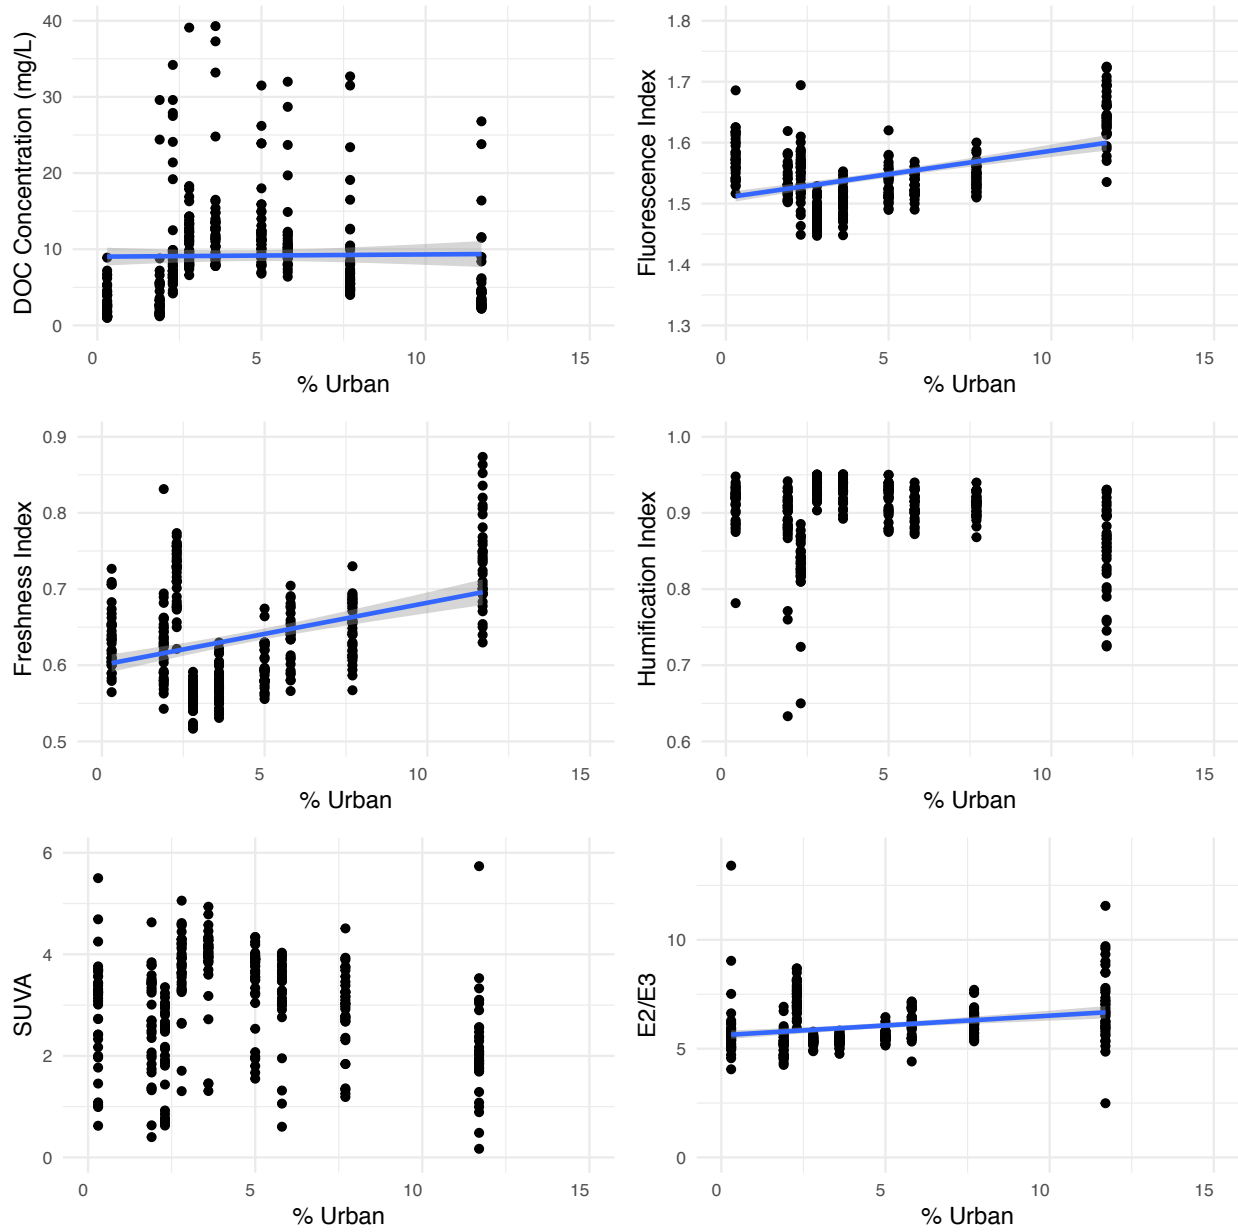 DOC Concentration (mg/L)
40
30
20
10
0
0 5 10 15
% Urban
Fluorescence Index
1.8
1.7
1.6
1.5
1.4
1.3
0 5 10 15
% Urban
Freshness Index
0.9
0.8
0.7
0.6
0.5
0 5 10 15
% Urban
Humification Index
1.0
0.9
0.8
0.7
0.6
0 5 10 15
% Urban
SUVA
6
4
2
0
0 5 10 15
% Urban
E2/E3
10
5
0
0 5 10 15
% Urban